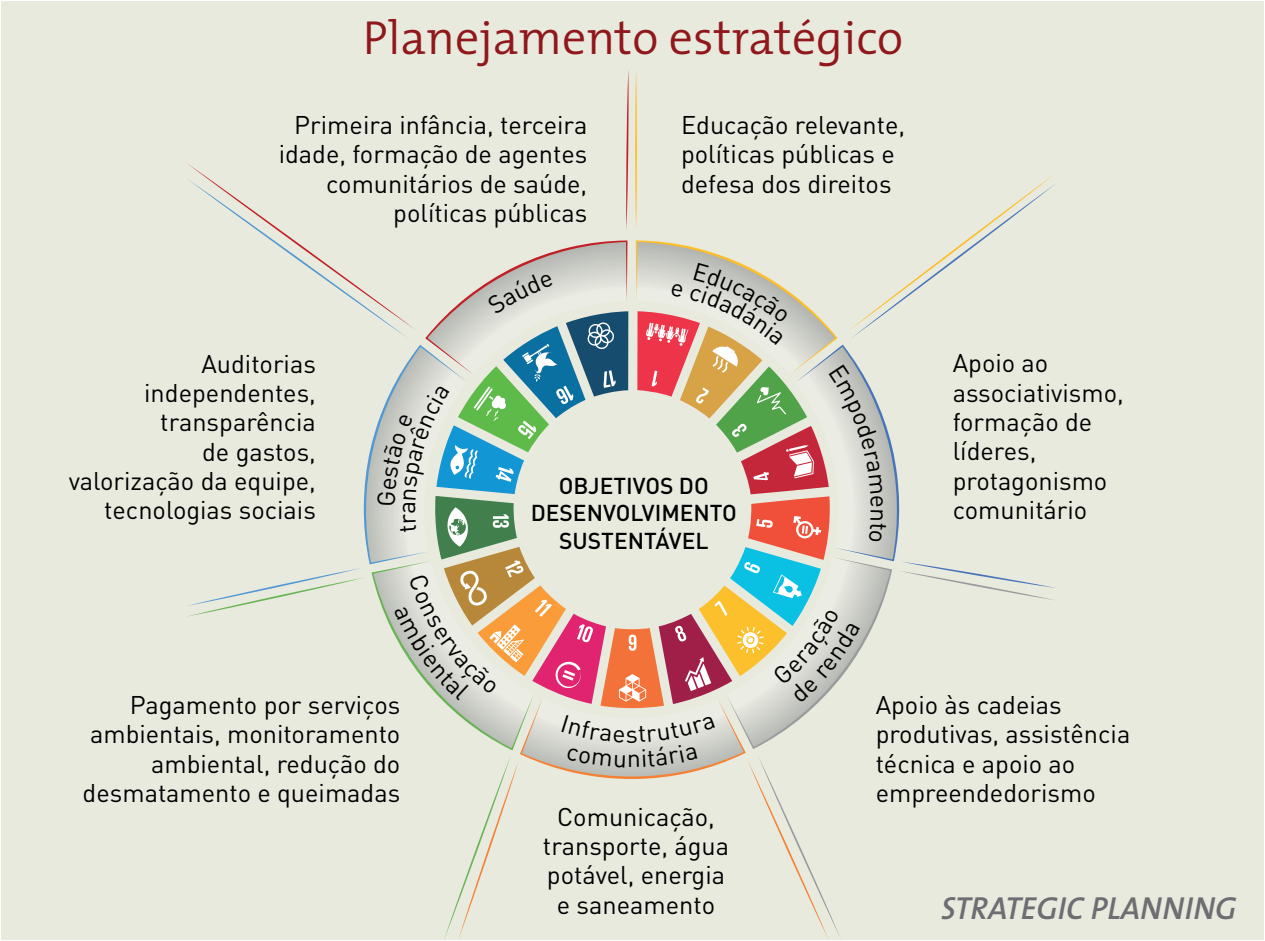 Planejamento estratégico
Primeira infância, terceira
idade, formação de agentes
comunitários de saúde,
políticas públicas
Educação relevante,
políticas públicas e
defesa dos direitos
Saúde
Educação
e cidadánia
Auditorias
independentes,
transparência
de gastos,
valorização da equipe,
tecnologias sociais
Gestão e
transparência
Empoderamento
Apoio ao
associativismo,
formação de
líderes,
protagonismo
comunitário
1
2
3
4
5
6
7
8
9
10
11
12
13
14
15
16
17
OBJETIVOS DO
DESENVOLVIMENTO
SUSTENTÁVEL
Conservação
ambiental
Geração
de renda
Infraestrutura
comunitária
Pagamento por serviços
ambientais, monitoramento
ambiental, redução do
desmatamento e queimadas
Apoio às cadeias
produtivas, assistência
técnica e apoio ao
empreendedorismo
Comunicação,
transporte, água
potável, energia
e saneamento
STRATEGIC PLANNING